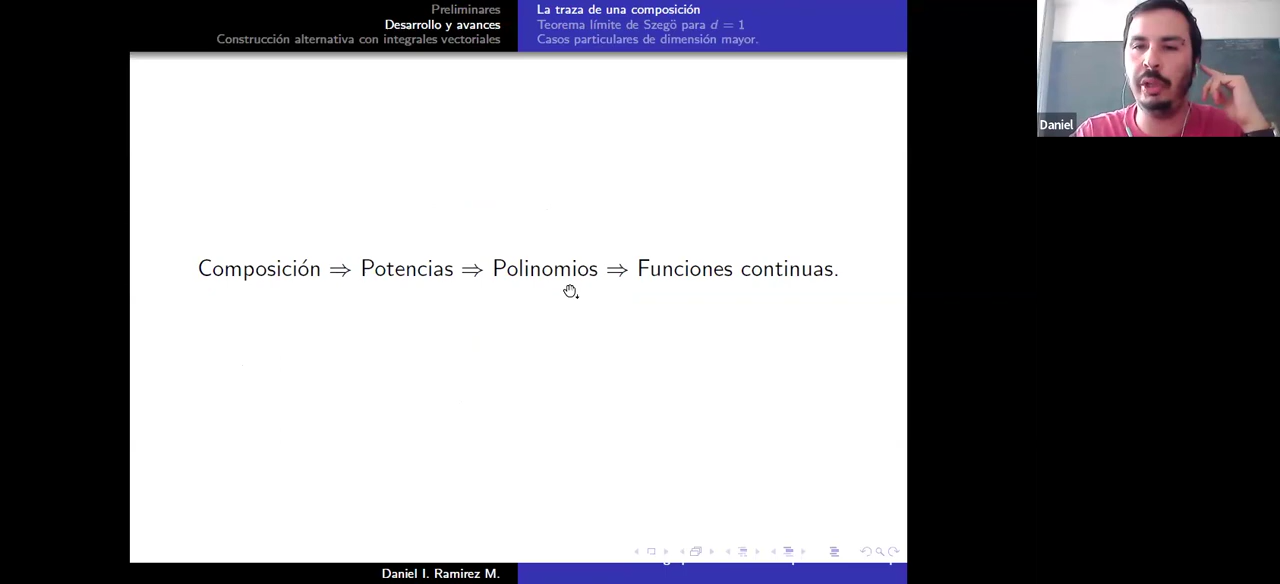 Preliminares
Desarrollo y avances
Construcción alternativa con integrales vectoriales
La traza de una composición
Teorema límite de Szegö para d = 1
Casos particulares de dimensión mayor.
Daniel
Composición ⇒ Potencias ⇒ Polinomios ⇒ Funciones continuas.
Daniel I. Ramirez M.